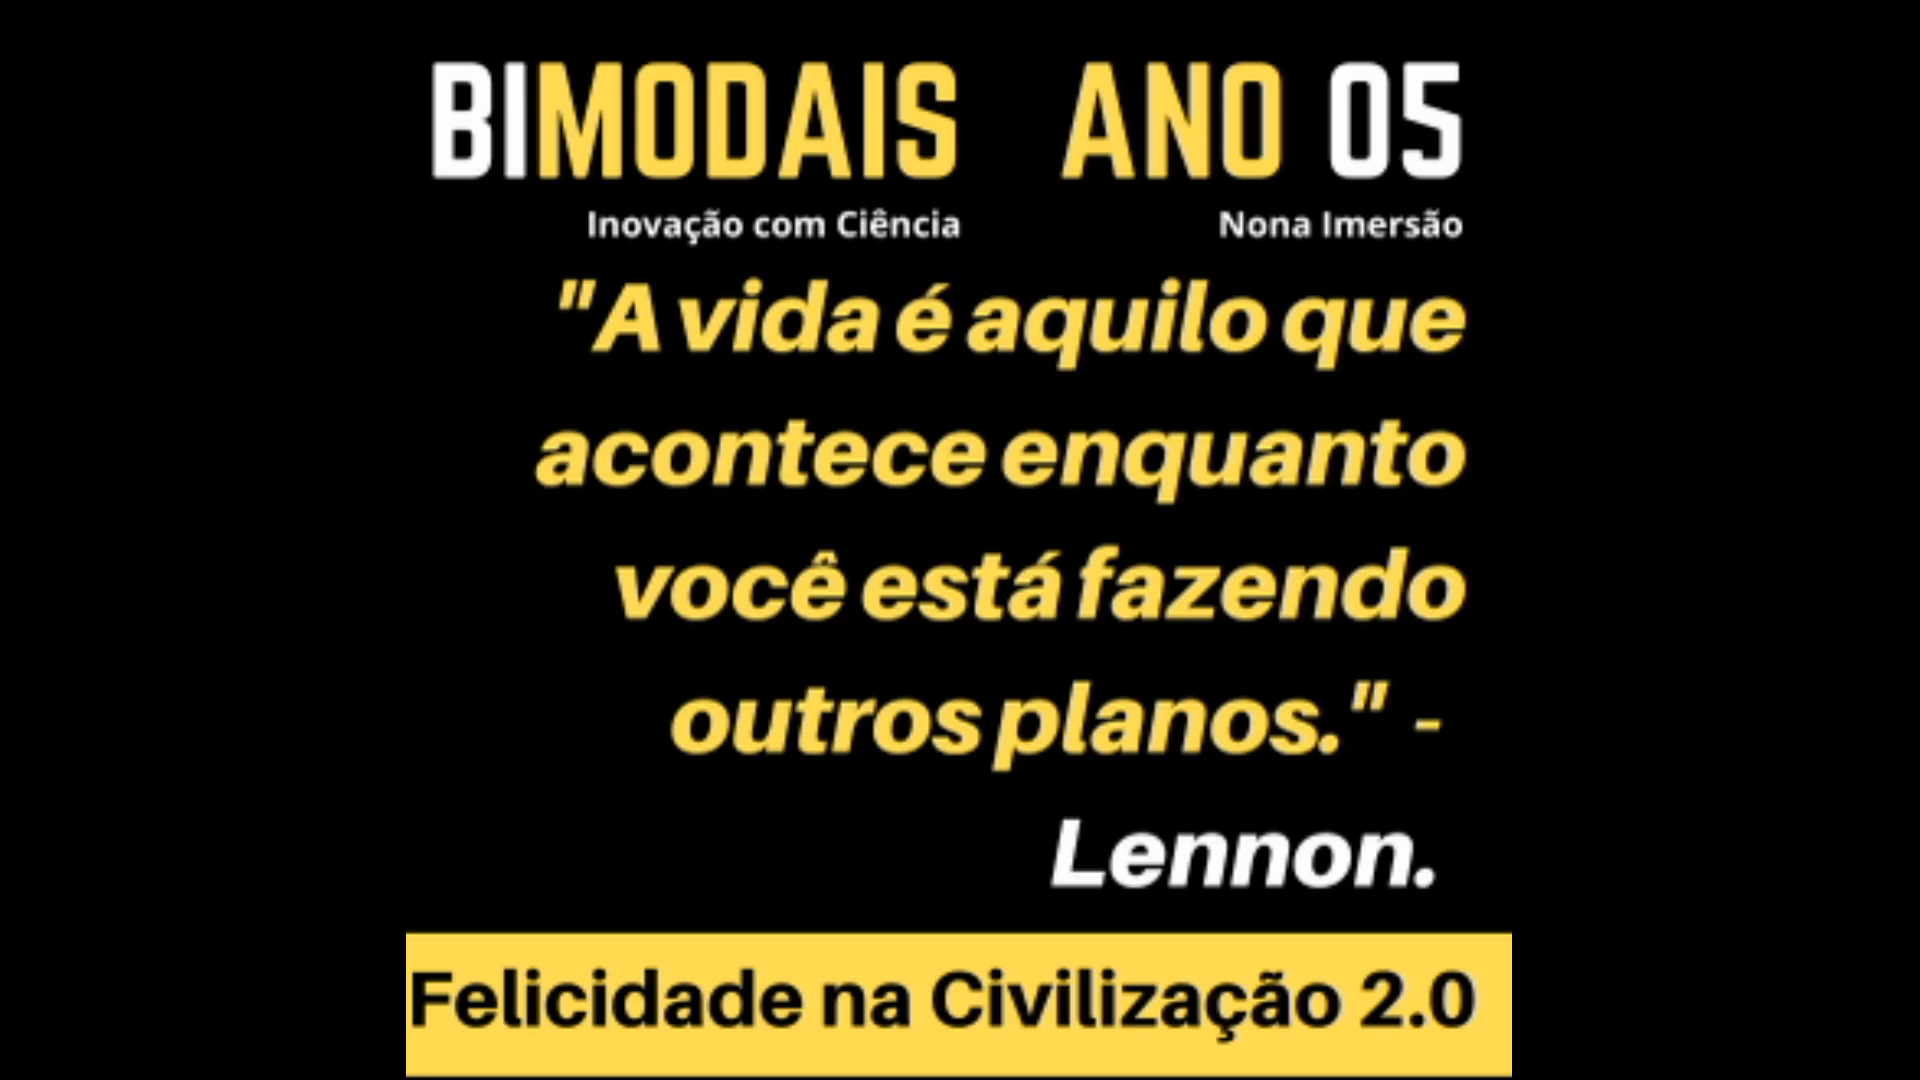 BIMODAIS ANO 05
Inovação com Ciência Nona Imersão
"A vida é aquilo que
acontece enquanto
você está fazendo
outros planos." -
Lennon.
Felicidade na Civilização 2.0